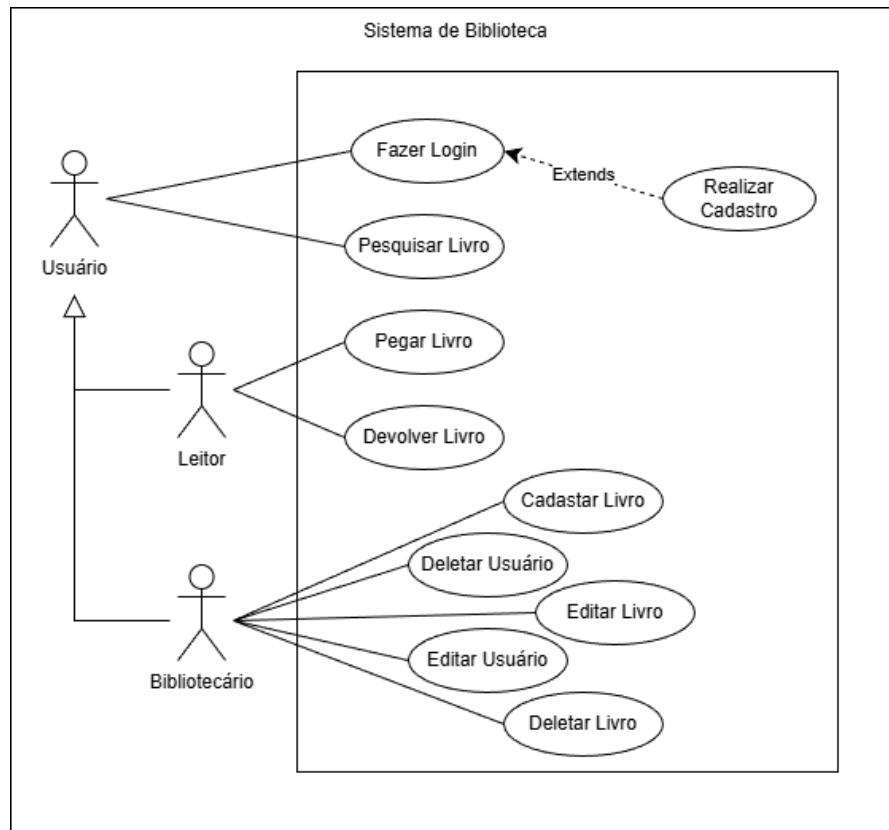 Sistema de Biblioteca
Fazer Login
Extends
Realizar
Cadastro
Pesquisar Livro
Usuário
Pegar Livro
Devolver Livro
Leitor
Cadastar Livro
Deletar Usuário
Editar Livro
Editar Usuário
Bibliotecário
Deletar Livro